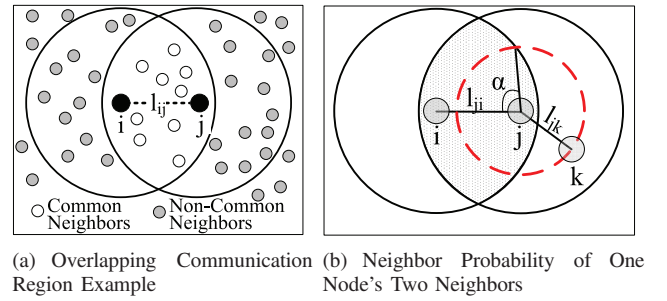 l_ij
i
j
Common Neighbors
Non-Common Neighbors
α
l_ji
l_jk
i
j
k
(a) Overlapping Communication Region Example
(b) Neighbor Probability of One Node's Two Neighbors